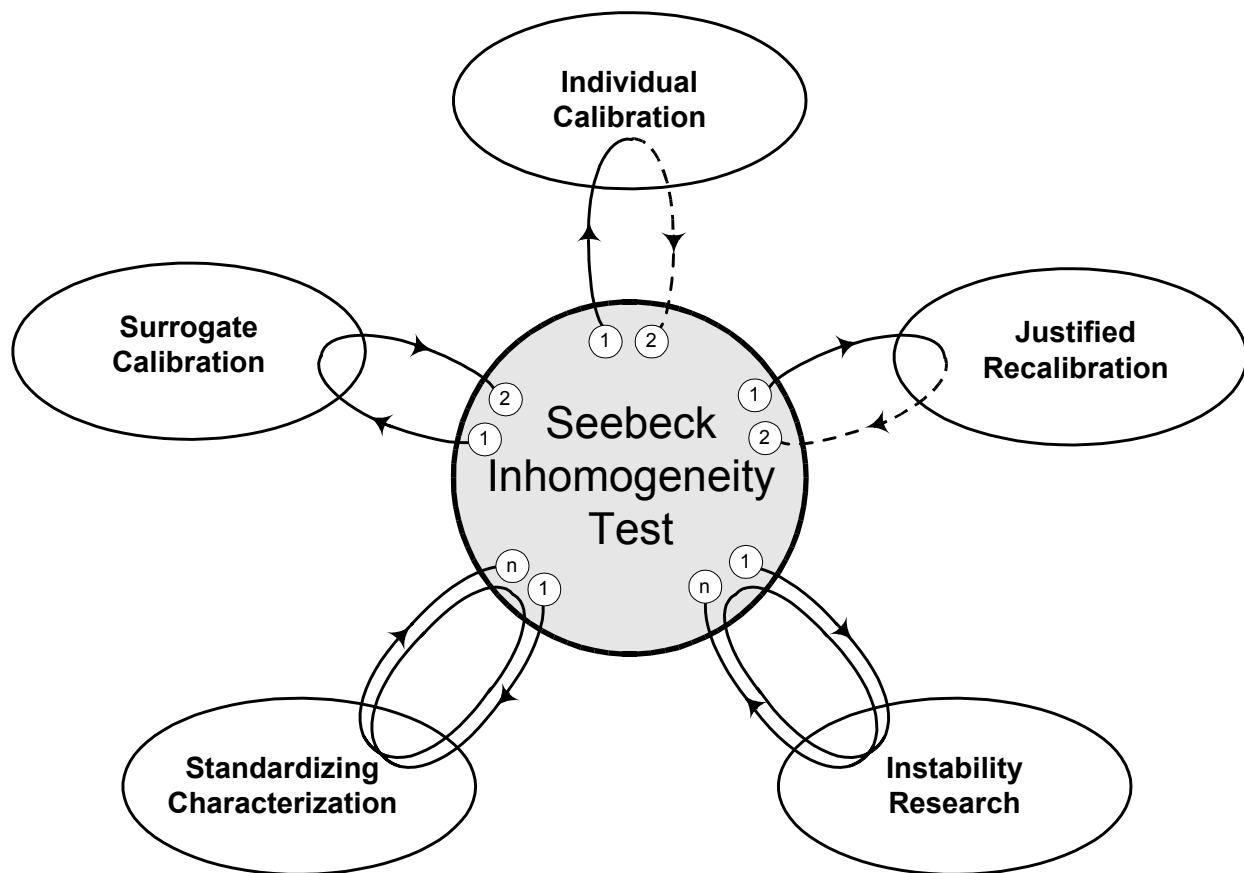 Individual
Calibration
Surrogate
Calibration
Justified
Recalibration
1
2
2
1
1
2
Seebeck
Inhomogeneity
Test
n
1
1
n
Standardizing
Characterization
Instability
Research